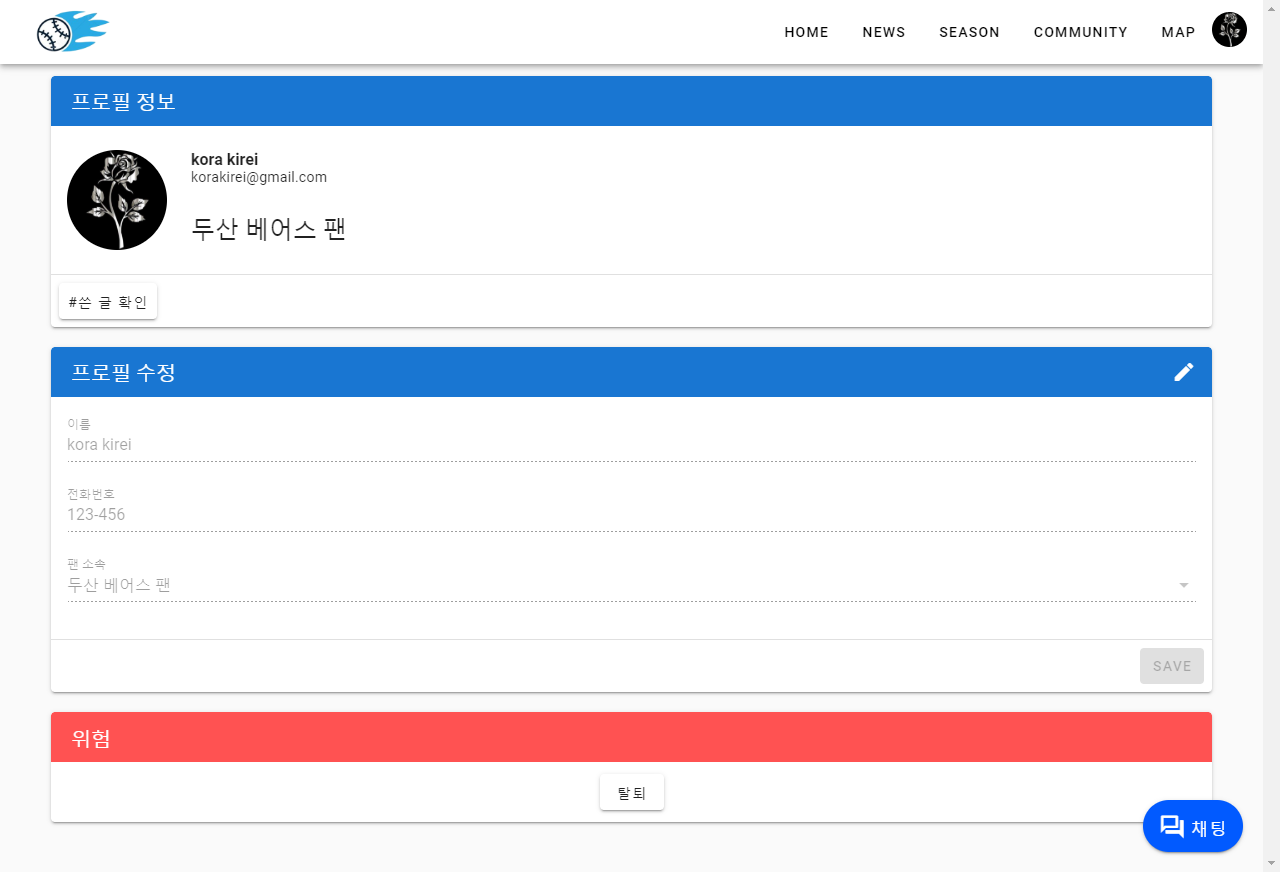 HOME NEWS SEASON COMMUNITY MAP
프로필 정보
kora kirei
korakirei@gmail.com
두산 베어스 팬
#쓴 글 확인
프로필 수정
이름
kora kirei
전화번호
123-456
팬 소속
두산 베어스 팬
SAVE
위험
탈퇴
채팅